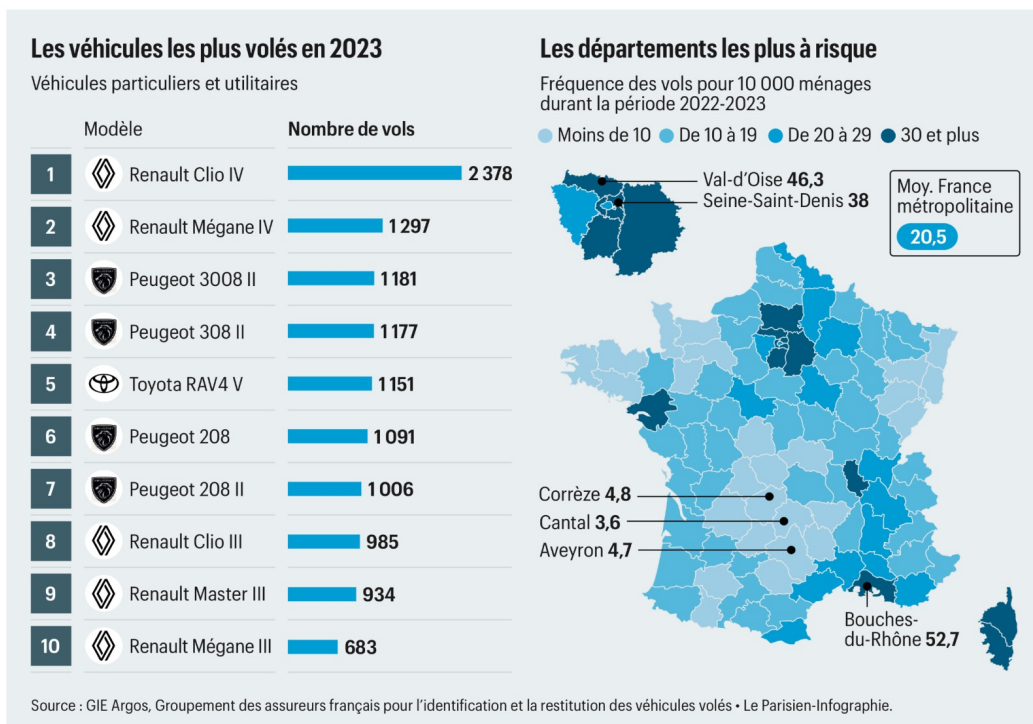 Les véhicules les plus volés en 2023
Véhicules particuliers et utilitaires
Modèle Nombre de vols
1 Renault Clio IV 2 378
2 Renault Mégane IV 1 297
3 Peugeot 3008 II 1 181
4 Peugeot 308 II 1 177
5 Toyota RAV4 V 1 151
6 Peugeot 208 1 091
7 Peugeot 208 II 1 006
8 Renault Clio III 985
9 Renault Master III 934
10 Renault Mégane III 683
Les départements les plus à risque
Fréquence des vols pour 10 000 ménages
durant la période 2022-2023
Moins de 10 De 10 à 19 De 20 à 29 30 et plus
Val-d’Oise 46,3
Seine-Saint-Denis 38
Moy. France
métropolitaine
20,5
Corrèze 4,8
Cantal 3,6
Aveyron 4,7
Bouches-
du-Rhône 52,7
Source : GIE Argos, Groupement des assureurs français pour l’identification et la restitution des véhicules volés • Le Parisien-Infographie.